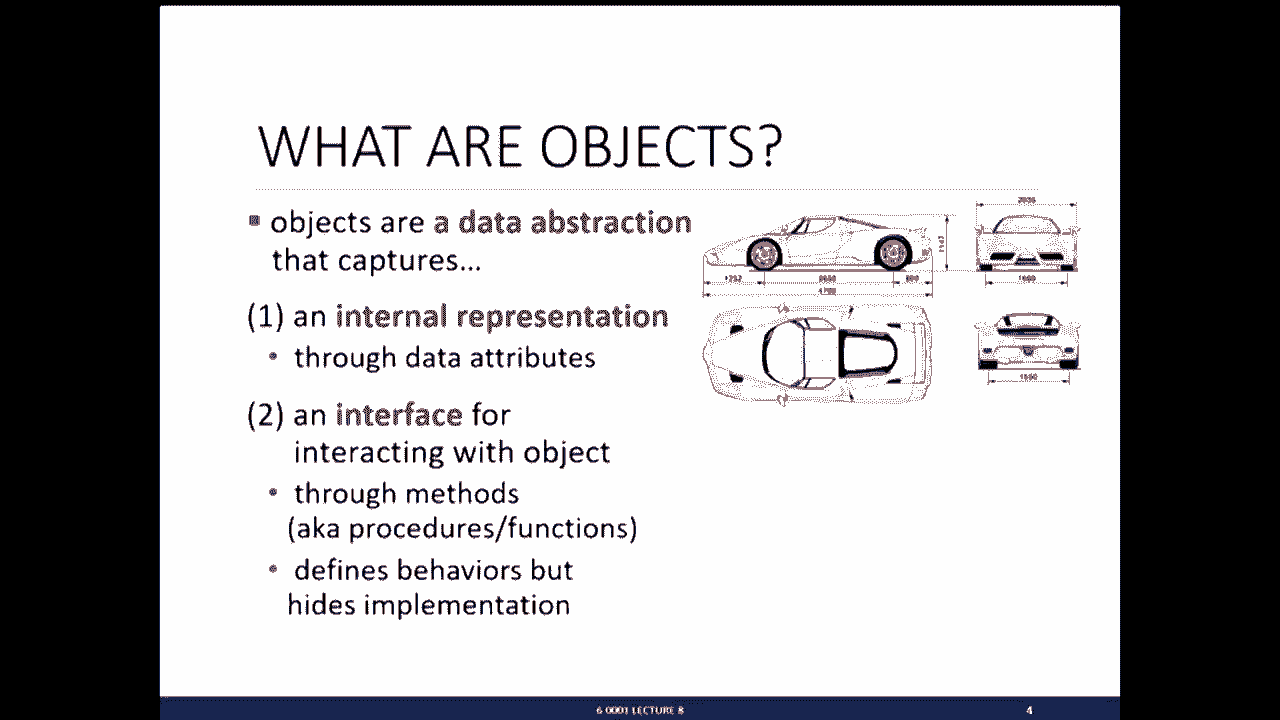 WHAT ARE OBJECTS?
▪ objects are a data abstraction
that captures…
(1) an internal representation
• through data attributes
(2) an interface for
interacting with object
• through methods
(aka procedures/functions)
• defines behaviors but
hides implementation
6 0001 LECTURE 8
4